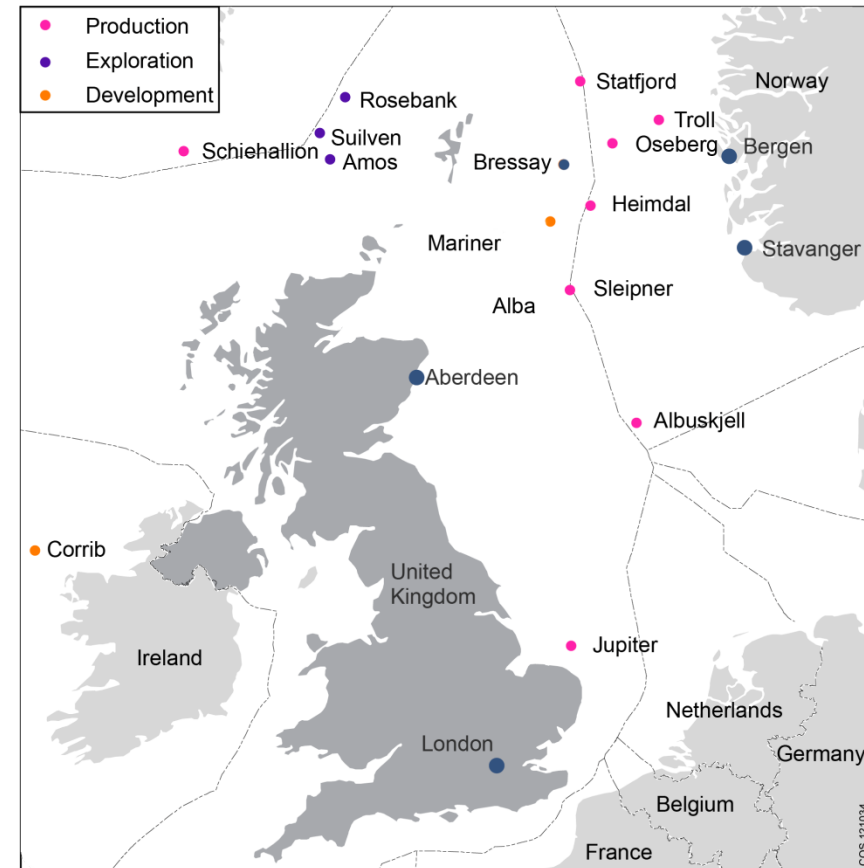 Production
Exploration
Development
Statfjord
Norway
Rosebank
Troll
Suilven
Oseberg
Bergen
Schiehallion
Amos
Bressay
Heimdal
Mariner
Stavanger
Sleipner
Alba
Aberdeen
Albuskjell
Corrib
United
Kingdom
Ireland
Jupiter
Netherlands
London
Germany
Belgium
France